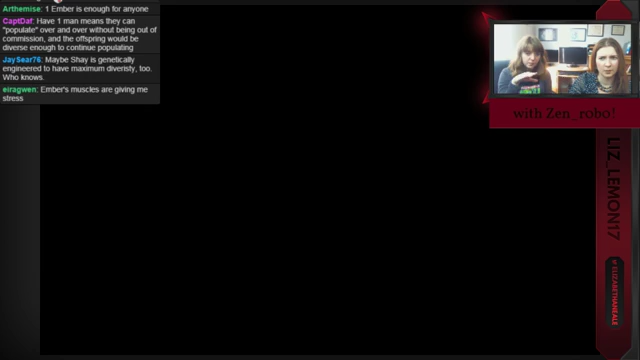 Arthemise: 1 Ember is enough for anyone
CaptDaf: Have 1 man means they can
"populate" over and over without being out of
commission, and the offspring would be
diverse enough to continue populating
JaySear76: Maybe Shay is genetically
engineered to have maximum diveristy, too.
Who knows.
eiragwen: Ember's muscles are giving me
stress
with Zen_robo!
LIZ_LEMON17
ELIZABETHNEALE